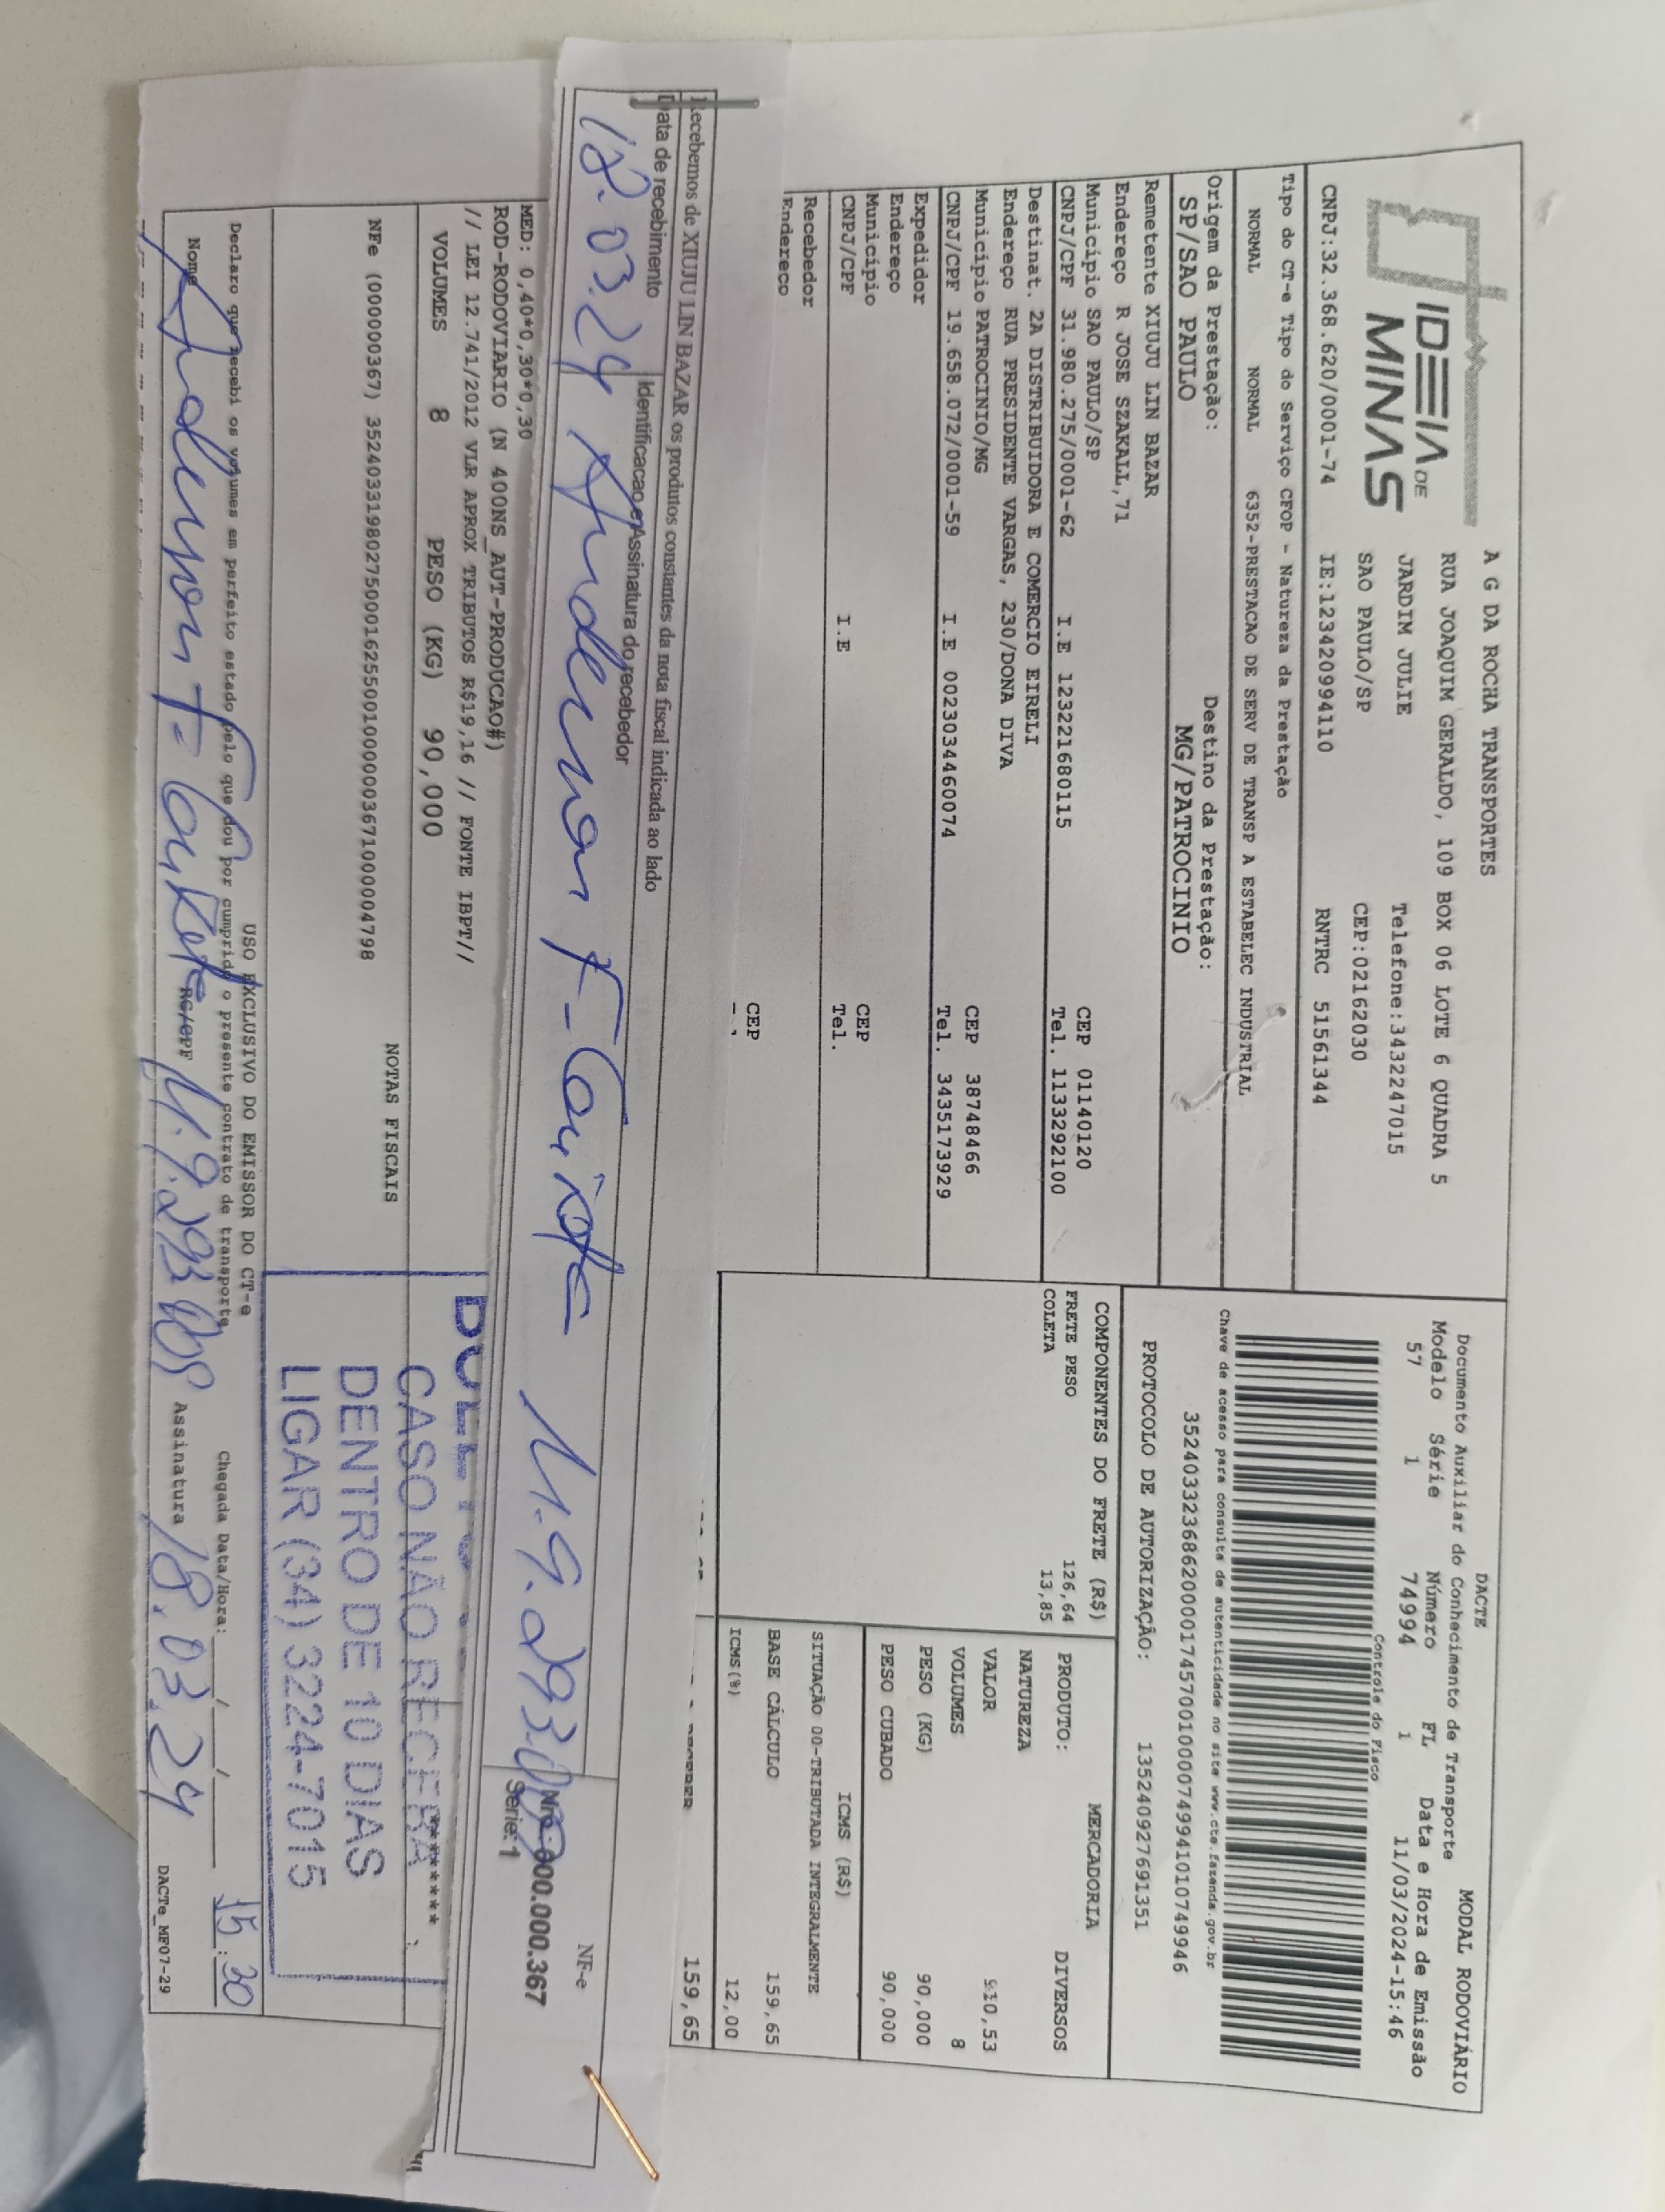 IDEIA DE
MINAS
A G DA ROCHA TRANSPORTES
RUA JOAQUIM GERALDO, 109 BOX 06 LOTE 6 QUADRA 5
JARDIM JULIE Telefone:3432247015
SAO PAULO/SP CEP:02162030
CNPJ:32.368.620/0001-74 IE:123420994110 RNTRC 51561344
DACTE MODAL RODOVIÁRIO
Documento Auxiliar do Conhecimento de Transporte
Modelo Série Número FL Data e Hora de Emissão
57 1 74994 1 11/03/2024-15:46
Controle do Fisco
Chave de acesso para consulta de autenticidade no site www.cte.fazenda.gov.br
35240332368620000174570010000749941010749946
PROTOCOLO DE AUTORIZAÇÃO: 135240927691351
Tipo do CT-e Tipo do Serviço CFOP - Natureza da Prestação
NORMAL NORMAL 6352-PRESTACAO DE SERV DE TRANSP A ESTABELEC INDUSTRIAL
Origem da Prestação: Destino da Prestação:
SP/SAO PAULO MG/PATROCINIO
Remetente XIUJU LIN BAZAR
Endereço R JOSE SZAKALL,71
Município SAO PAULO/SP CEP 01140120
CNPJ/CPF 31.980.275/0001-62 I.E 123221680115 Tel. 1133292100
Destinat. 2A DISTRIBUIDORA E COMERCIO EIRELI
Endereço RUA PRESIDENTE VARGAS, 230/DONA DIVA
Município PATROCINIO/MG CEP 38748466
CNPJ/CPF 19.658.072/0001-59 I.E 0023034460074 Tel. 3435173929
Expedidor
Endereço
Município CEP
CNPJ/CPF I.E Tel.
Recebedor
Endereço
CEP
COMPONENTES DO FRETE (R$)
FRETE PESO 126,64
COLETA 13,85
MERCADORIA
PRODUTO: DIVERSOS
NATUREZA
VALOR 10,53
VOLUMES 8
PESO (KG) 90,000
PESO CUBADO 90,000
ICMS (R$)
SITUAÇÃO 00-TRIBUTADA INTEGRALMENTE
BASE CÁLCULO 159,65
ICMS(%) 12,00
159,65
Recebemos de XIUJU LIN BAZAR os produtos constantes da nota fiscal indicada ao lado
Data de recebimento Identificacao e Assinatura do recebedor
18.03.24
NF-e
Nro. 000.000.367
Serie: 1
MED: 0,40*0,30*0,30
ROD-RODOVIARIO (N 400NS_AUT-PRODUCAO#)
// LEI 12.741/2012 VLR APROX TRIBUTOS R$19,16 // FONTE IBPT//
VOLUMES 8 PESO (KG) 90,000
NOTAS FISCAIS
NFe (000000367) 35240331980275000162550010000003671000004798
CASO NÃO RECEBA
DENTRO DE 10 DIAS
LIGAR (34) 3224-7015
USO EXCLUSIVO DO EMISSOR DO CT-e
Declaro que recebi os volumes em perfeito estado pelo que dou por cumprido o presente contrato de transporte
Chegada Data/Hora: / / 15:30
Nome RG/CPF Assinatura 18.03.24
DACTe_MF07-29